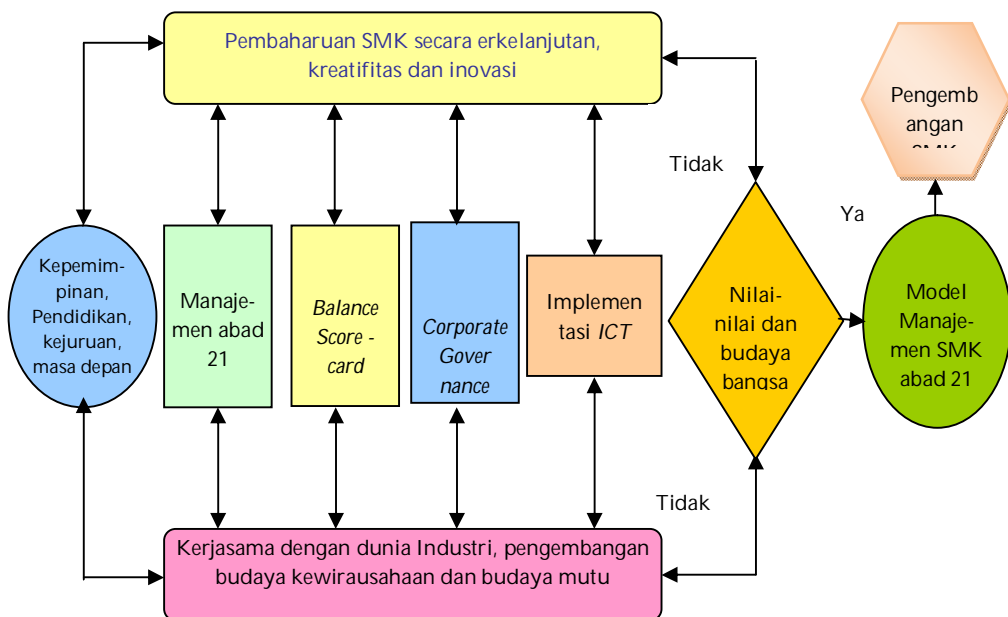 Pembaharuan SMK secara erkelanjutan,
kreatifitas dan inovasi
Pengemb
angan
SMK
Tidak
Ya
Kepemim-
pinan,
Pendidikan,
kejuruan,
masa depan
Manaje-
men abad
21
Balance
Score -
card
Corporate
Gover
nance
Implemen
tasi ICT
Nilai-
nilai dan
budaya
bangsa
Model
Manaje-
men SMK
abad 21
Tidak
Kerjasama dengan dunia Industri, pengembangan
budaya kewirausahaan dan budaya mutu